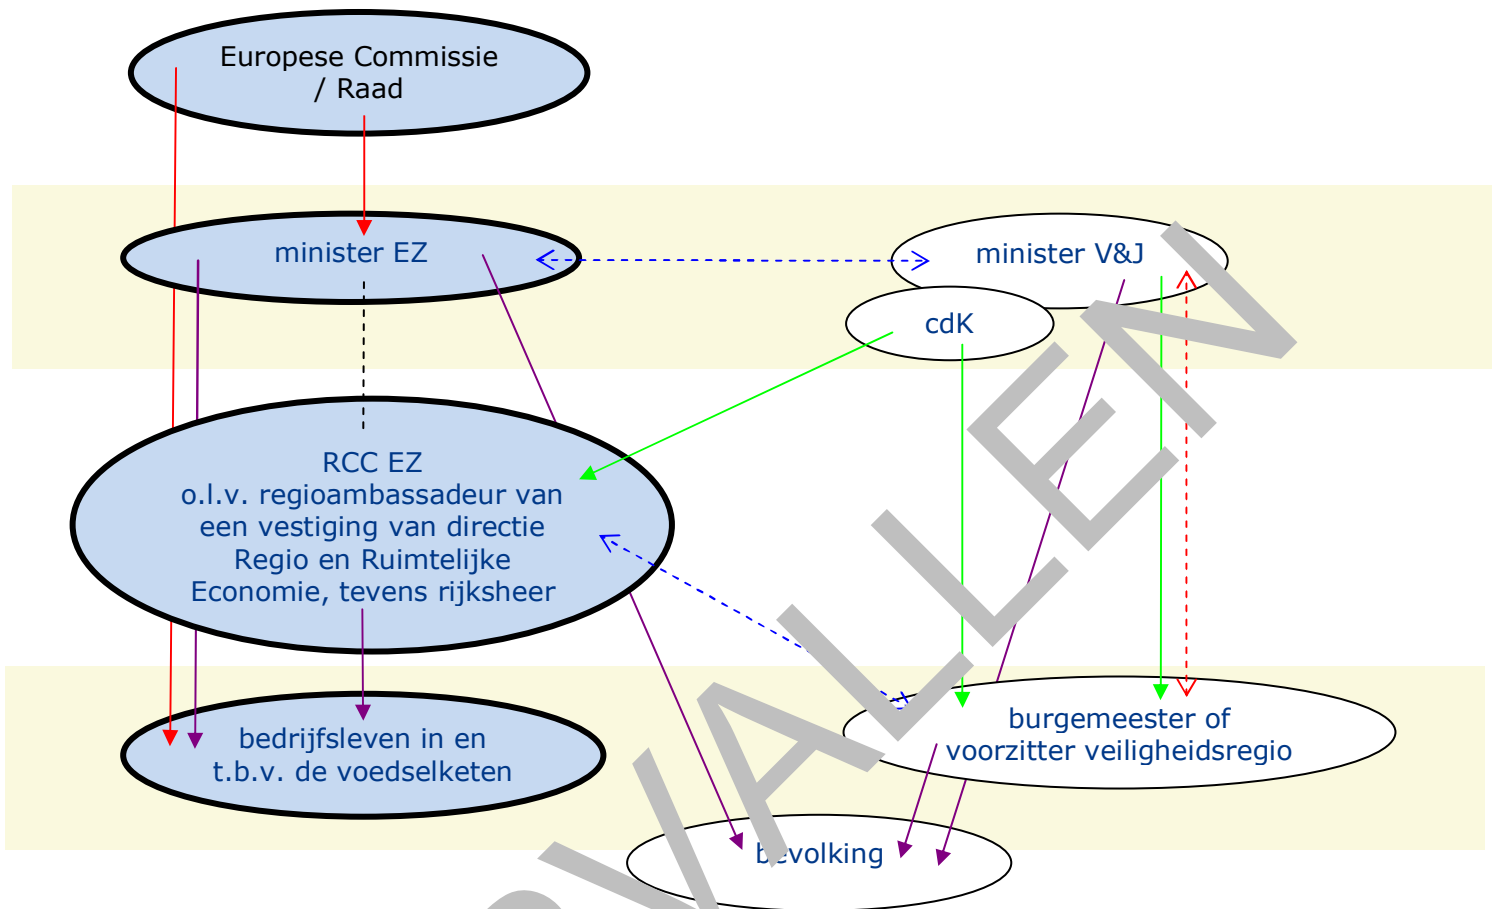 Europese Commissie
/ Raad
minister EZ
minister V&J
cdK
RCC EZ
o.l.v. regioambassadeur van
een vestiging van directie
Regio en Ruimtelijke
Economie, tevens rijksheer
bedrijfsleven in en
t.b.v. de voedselketen
burgemeester of
voorzitter veiligheidsregio
bevolking